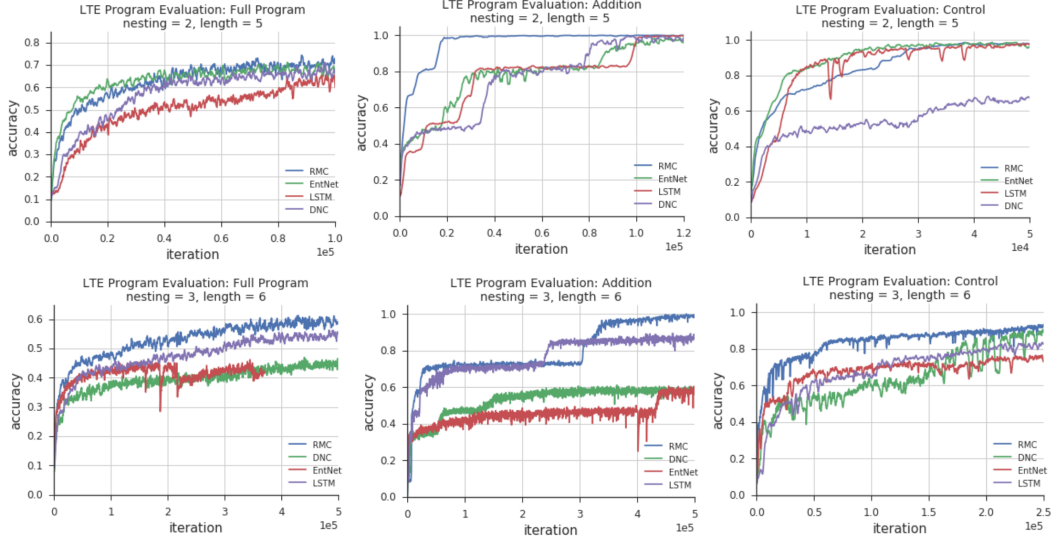 LTE Program Evaluation: Full Program
nesting = 2, length = 5
accuracy
0.8
0.7
0.6
0.5
0.4
0.3
0.2
0.1
0.0
RMC
EntNet
LSTM
DNC
0.0 0.2 0.4 0.6 0.8 1.0
1e5
iteration
LTE Program Evaluation: Addition
nesting = 2, length = 5
accuracy
1.0
0.8
0.6
0.4
0.2
0.0
RMC
EntNet
LSTM
DNC
0.0 0.2 0.4 0.6 0.8 1.0 1.2
1e5
iteration
LTE Program Evaluation: Control
nesting = 2, length = 5
accuracy
1.0
0.8
0.6
0.4
0.2
0.0
RMC
EntNet
LSTM
DNC
0 1 2 3 4 5
1e4
iteration
LTE Program Evaluation: Full Program
nesting = 3, length = 6
accuracy
0.6
0.5
0.4
0.3
0.2
0.1
0.0
RMC
DNC
EntNet
LSTM
0 1 2 3 4 5
1e5
iteration
LTE Program Evaluation: Addition
nesting = 3, length = 6
accuracy
1.0
0.8
0.6
0.4
0.2
0.0
RMC
DNC
EntNet
LSTM
0 1 2 3 4 5
1e5
iteration
LTE Program Evaluation: Control
nesting = 3, length = 6
accuracy
1.0
0.8
0.6
0.4
0.2
0.0
RMC
DNC
EntNet
LSTM
0.0 0.5 1.0 1.5 2.0 2.5
1e5
iteration